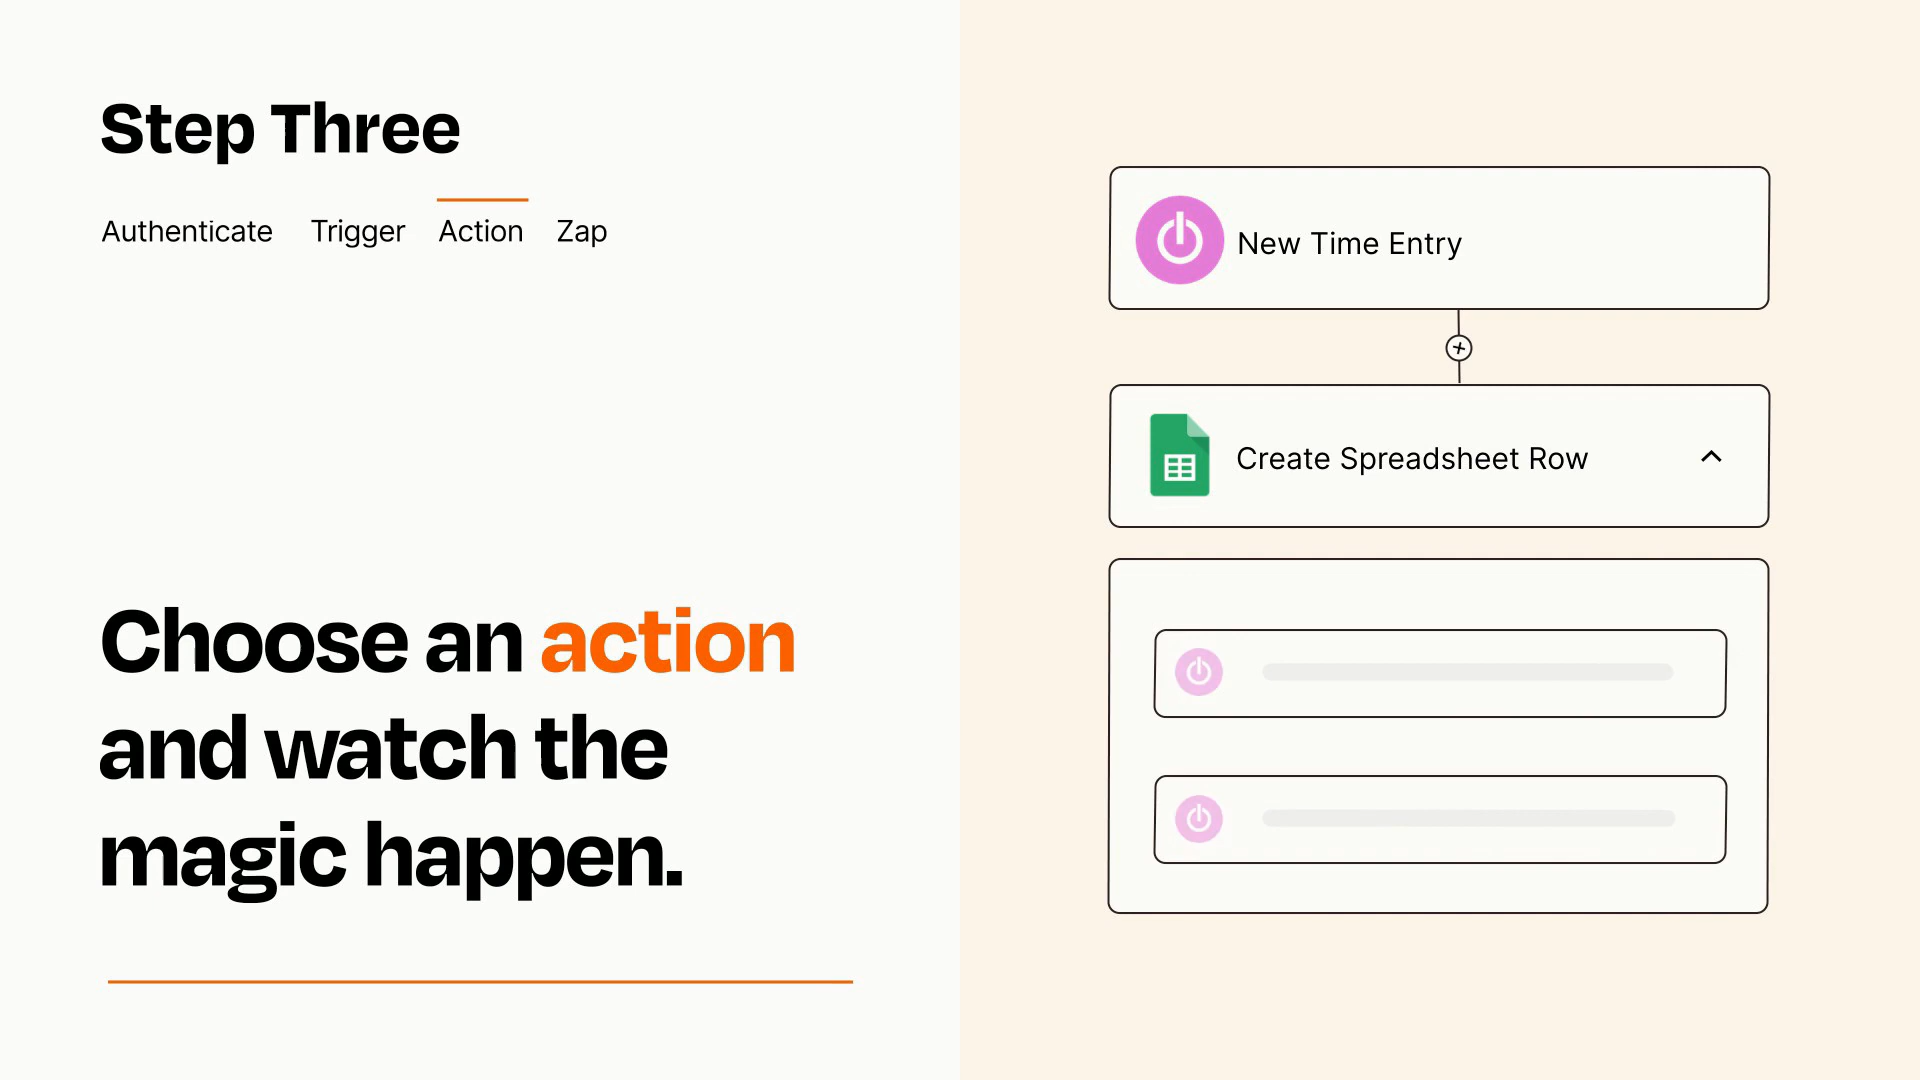 Step Three
Authenticate Trigger Action Zap
Choose an action
and watch the
magic happen.
New Time Entry
Create Spreadsheet Row